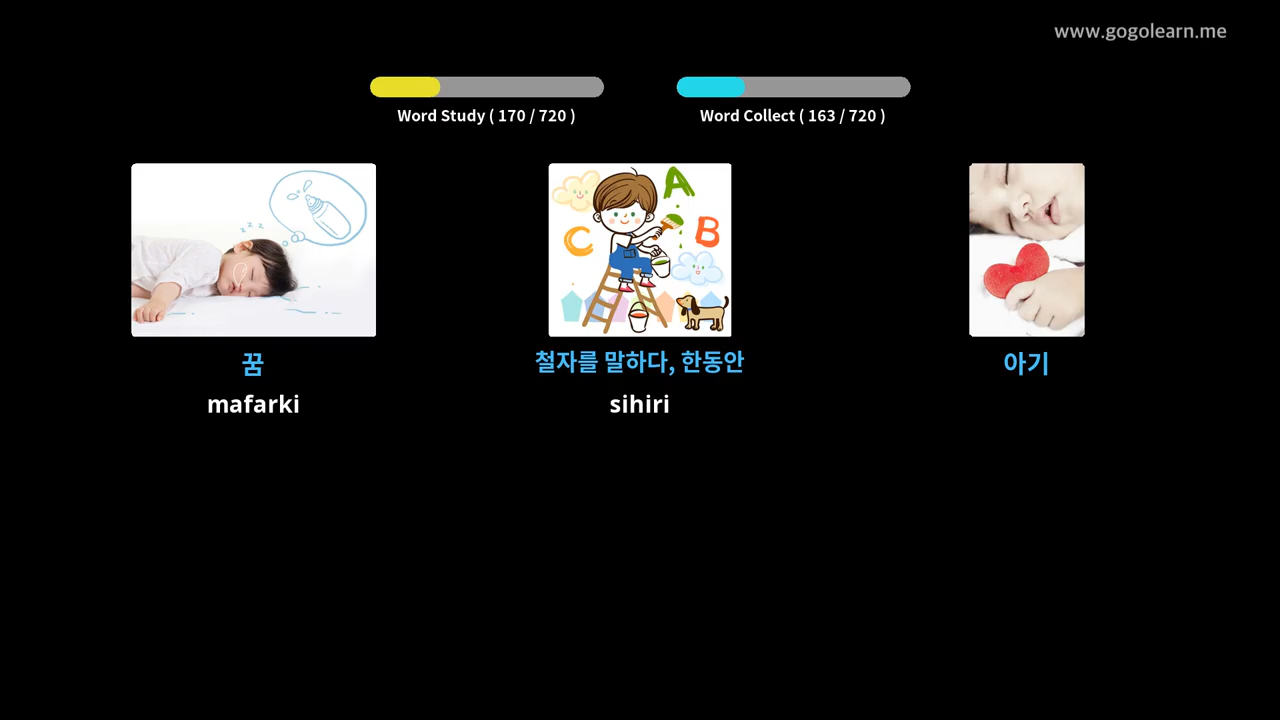 www.gogolearn.me
Word Study ( 170 / 720 )
Word Collect ( 163 / 720 )
z z z z
A
B
C
꿈
철자를 말하다, 한동안
아기
mafarki
sihiri